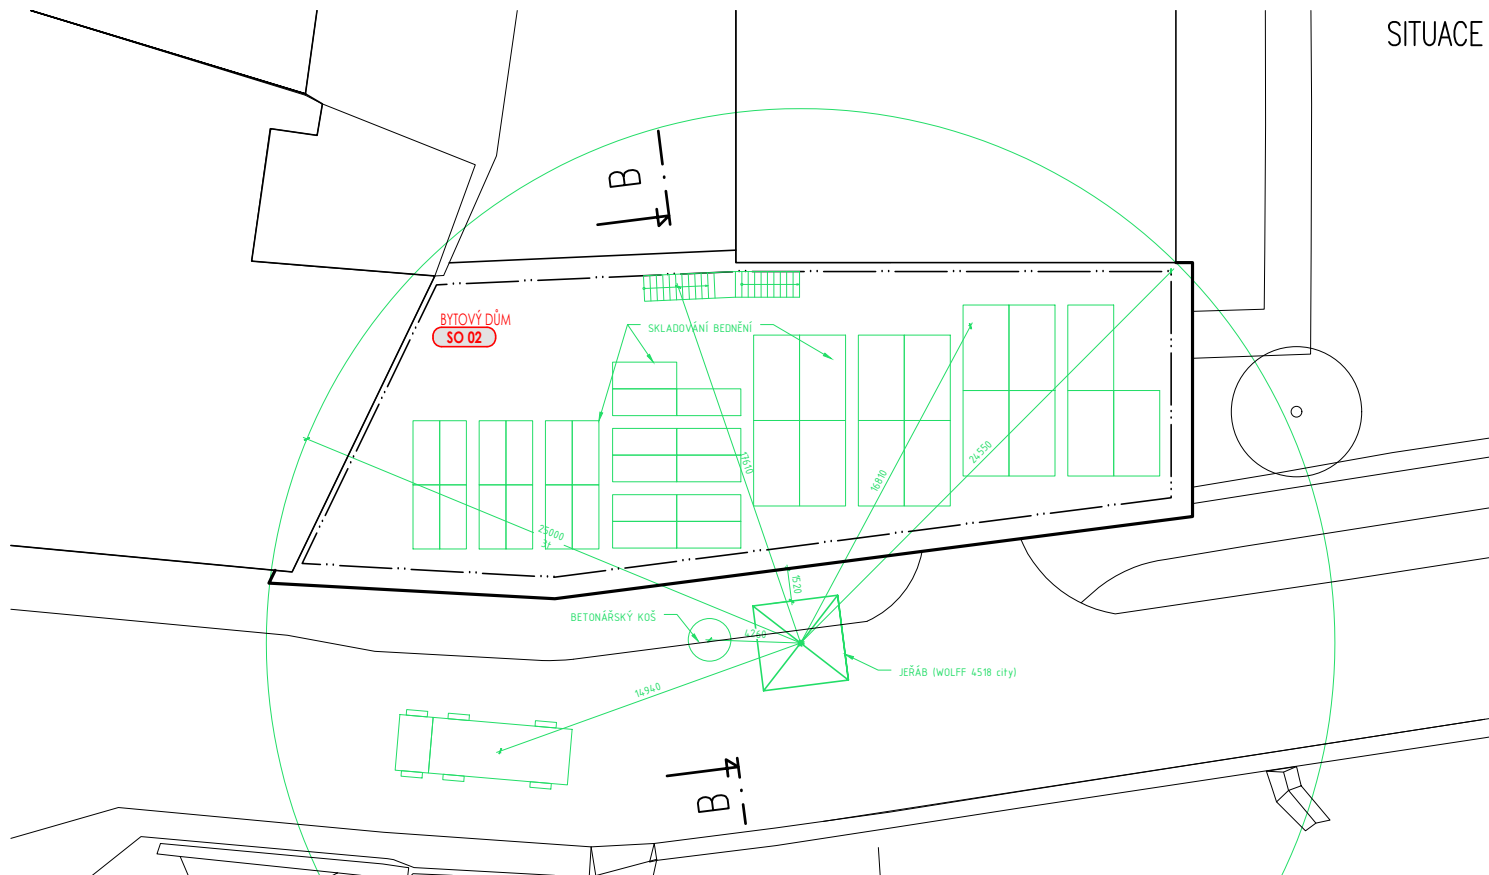 SITUACE
B
BYTOVÝ DŮM
SO 02
SKLADOVÁNÍ BEDNĚNÍ
17610
16810
24550
25000
3t
1520
BETONÁŘSKÝ KOŠ
4260
JEŘÁB (WOLFF 4518 city)
14940
B